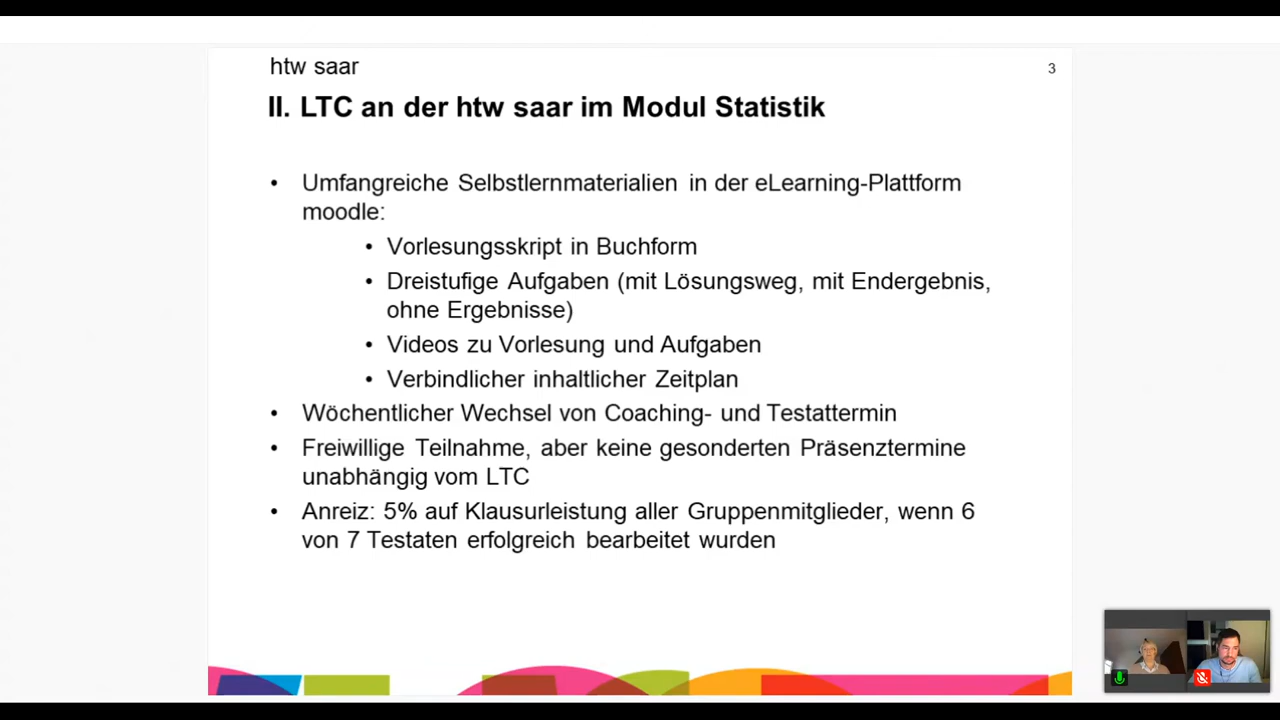 htw saar
3
II. LTC an der htw saar im Modul Statistik
• Umfangreiche Selbstlernmaterialien in der eLearning-Plattform
moodle:
• Vorlesungsskript in Buchform
• Dreistufige Aufgaben (mit Lösungsweg, mit Endergebnis,
ohne Ergebnisse)
• Videos zu Vorlesung und Aufgaben
• Verbindlicher inhaltlicher Zeitplan
• Wöchentlicher Wechsel von Coaching- und Testattermin
• Freiwillige Teilnahme, aber keine gesonderten Präsenztermine
unabhängig vom LTC
• Anreiz: 5% auf Klausurleistung aller Gruppenmitglieder, wenn 6
von 7 Testaten erfolgreich bearbeitet wurden